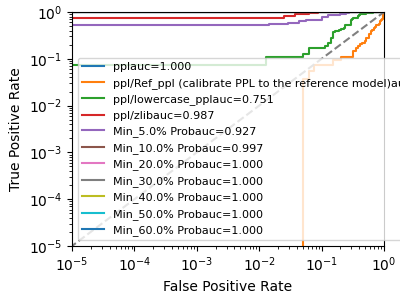 10^0
10^-1
10^-2
10^-3
10^-4
10^-5
True Positive Rate
pplauc=1.000
ppl/Ref_ppl (calibrate PPL to the reference model)au
ppl/lowercase_pplauc=0.751
ppl/zlibauc=0.987
Min_5.0% Probauc=0.927
Min_10.0% Probauc=0.997
Min_20.0% Probauc=1.000
Min_30.0% Probauc=1.000
Min_40.0% Probauc=1.000
Min_50.0% Probauc=1.000
Min_60.0% Probauc=1.000
10^-5 10^-4 10^-3 10^-2 10^-1 10^0
False Positive Rate